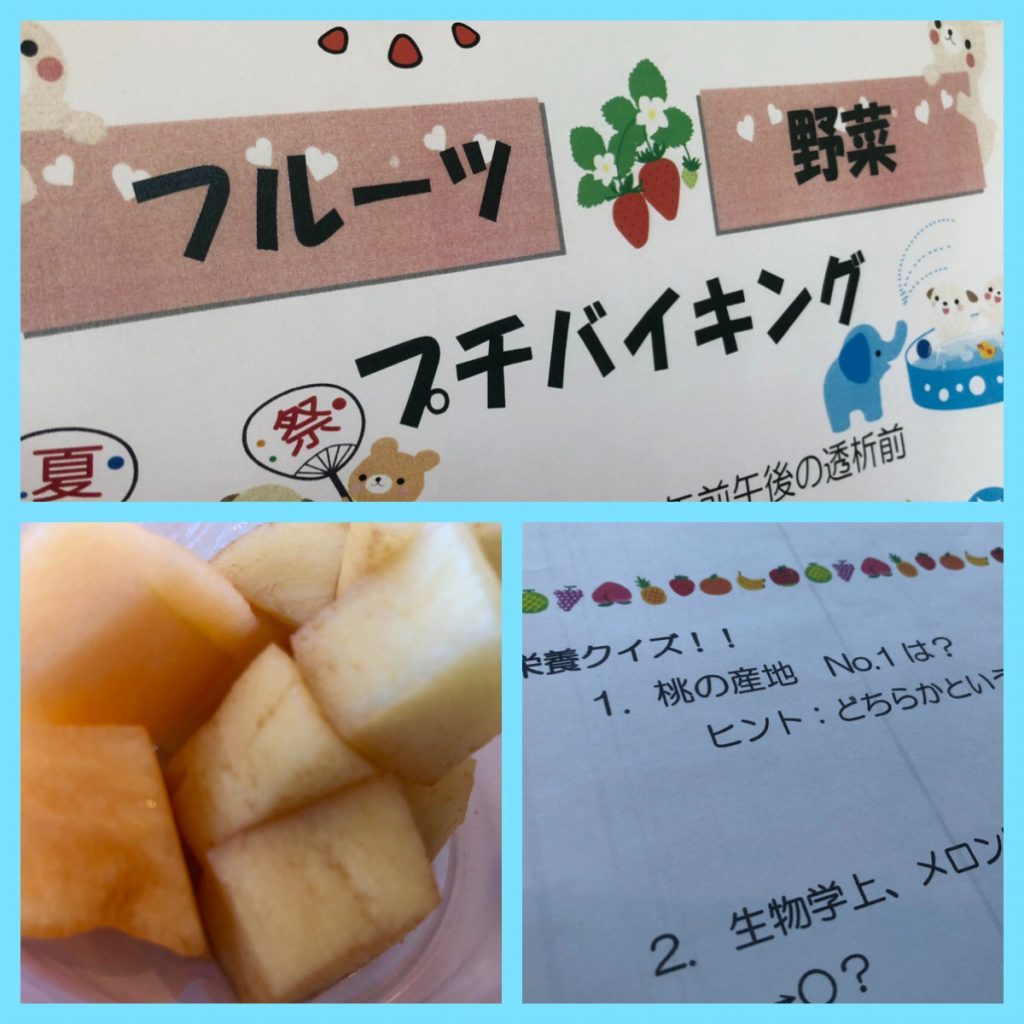 フルーツ
野菜
プチバイキング
夏
祭
午前午後の透析前
栄養クイズ！！
1. 桃の産地 No.1は？
ヒント：どちらかという
2. 生物学上、メロン
→〇？